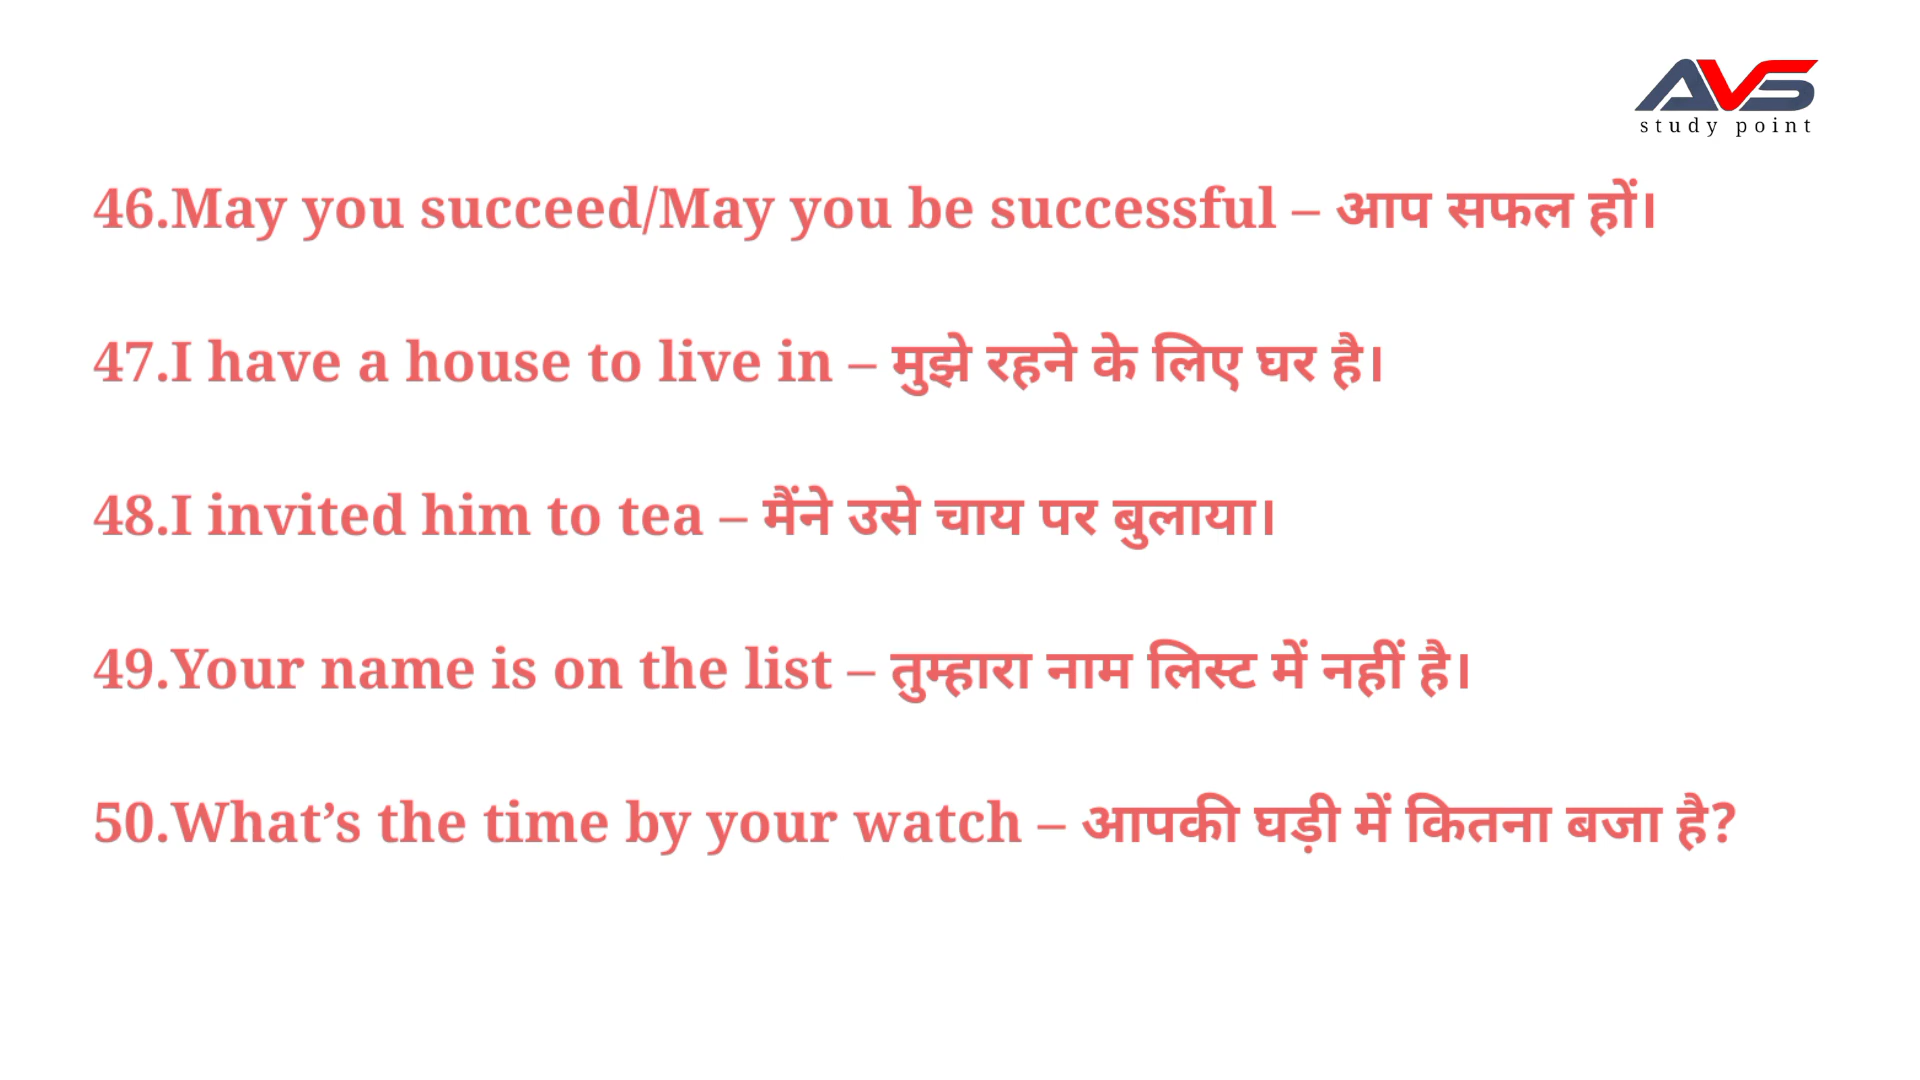 AVS
study point
46.May you succeed/May you be successful – आप सफल हों।
47.I have a house to live in – मुझे रहने के लिए घर है।
48.I invited him to tea – मैंने उसे चाय पर बुलाया।
49.Your name is on the list – तुम्हारा नाम लिस्ट में नहीं है।
50.What’s the time by your watch – आपकी घड़ी में कितना बजा है?